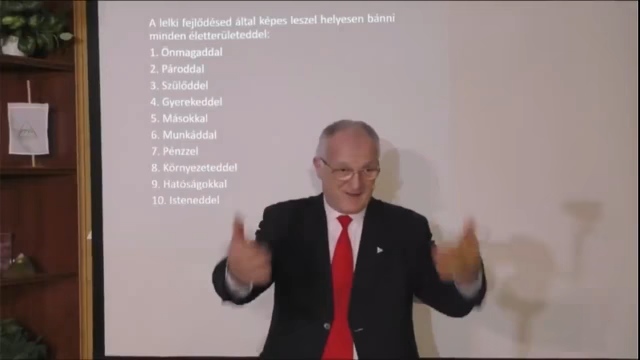 A lelki fejlődésed által képes leszel helyesen bánni
minden életterületeddel:
1. Önmagaddal
2. Pároddal
3. Szülőddel
4. Gyerekeddel
5. Másokkal
6. Munkáddal
7. Pénzzel
8. Környezeteddel
9. Hatóságokkal
10. Isteneddel